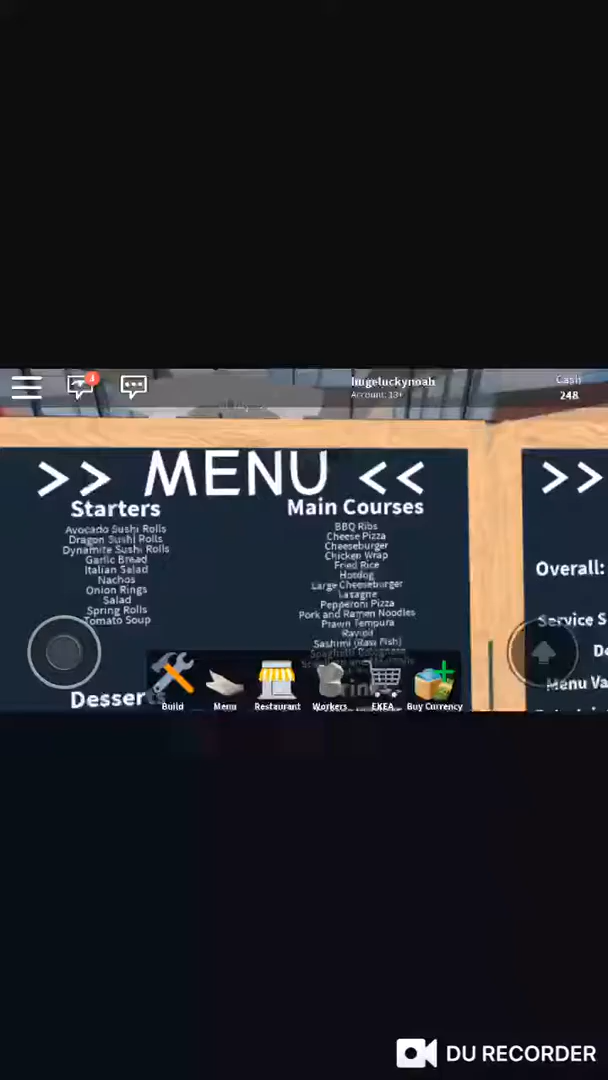 hugeluckynoah
Account: 13+
Cash
248
>> MENU <<
Starters
Avocado Sushi Rolls
Dragon Sushi Rolls
Dynamite Sushi Rolls
Garlic Bread
Italian Salad
Nachos
Onion Rings
Salad
Spring Rolls
Tomato Soup
Desserts
Main Courses
BBQ Ribs
Cheese Pizza
Cheeseburger
Chicken Wrap
Fried Rice
Hotdog
Large Cheeseburger
Lasagne
Pepperoni Pizza
Pork and Ramen Noodles
Prawn Tempura
Ravioli
Sashimi (Raw Fish)
Spaghetti Bolognese
>>
Overall:
Service S
De
Menu Va
Build
Menu
Restaurant
Workers
Buy Currency
DU RECORDER